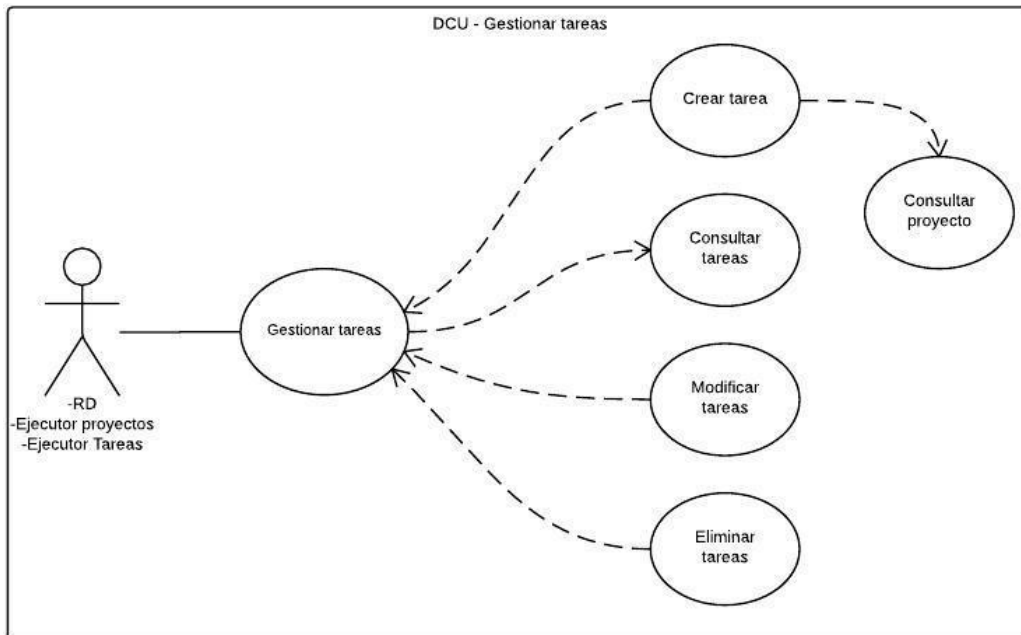 DCU - Gestionar tareas
Crear tarea
Consultar
proyecto
Consultar
tareas
Gestionar tareas
Modificar
tareas
-RD
-Ejecutor proyectos
-Ejecutor Tareas
Eliminar
tareas